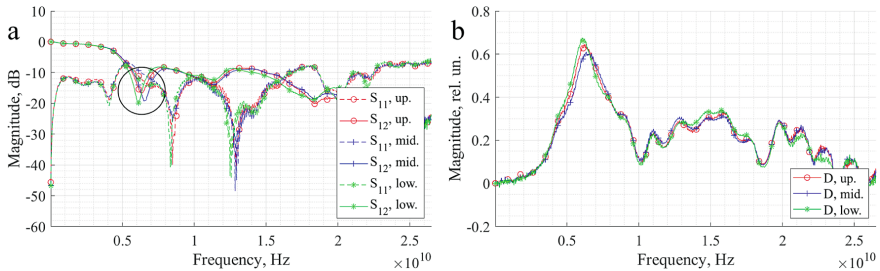 a
Magnitude, dB
10
0
-10
-20
-30
-40
-50
-60
0.5
1
1.5
2
2.5
Frequency, Hz
×10^10
S11, up.
S12, up.
S11, mid.
S12, mid.
S11, low.
S12, low.
b
Magnitude, rel. un.
0.8
0.6
0.4
0.2
0
-0.2
0.5
1
1.5
2
2.5
Frequency, Hz
×10^10
D, up.
D, mid.
D, low.